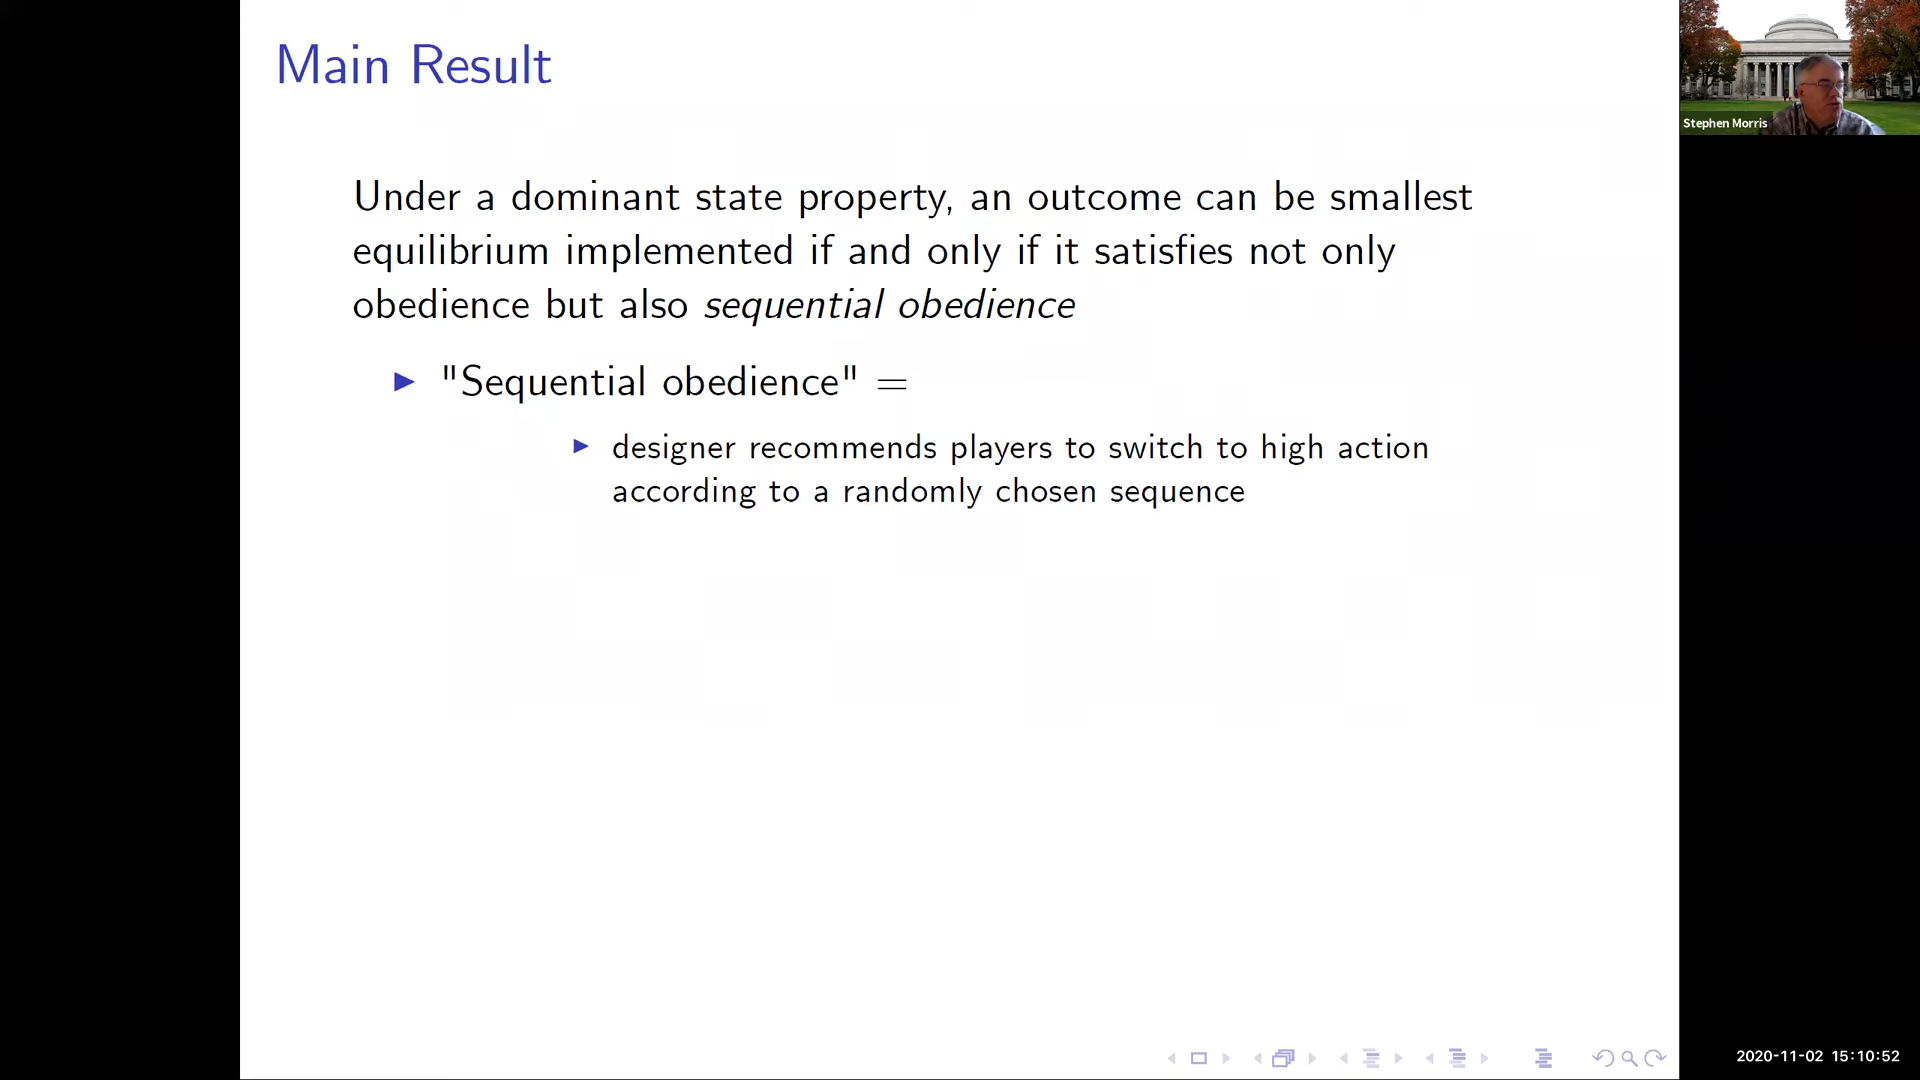 Main Result
Under a dominant state property, an outcome can be smallest
equilibrium implemented if and only if it satisfies not only
obedience but also sequential obedience
"Sequential obedience" =
designer recommends players to switch to high action
according to a randomly chosen sequence
Stephen Morris
2020-11-02 15:10:52